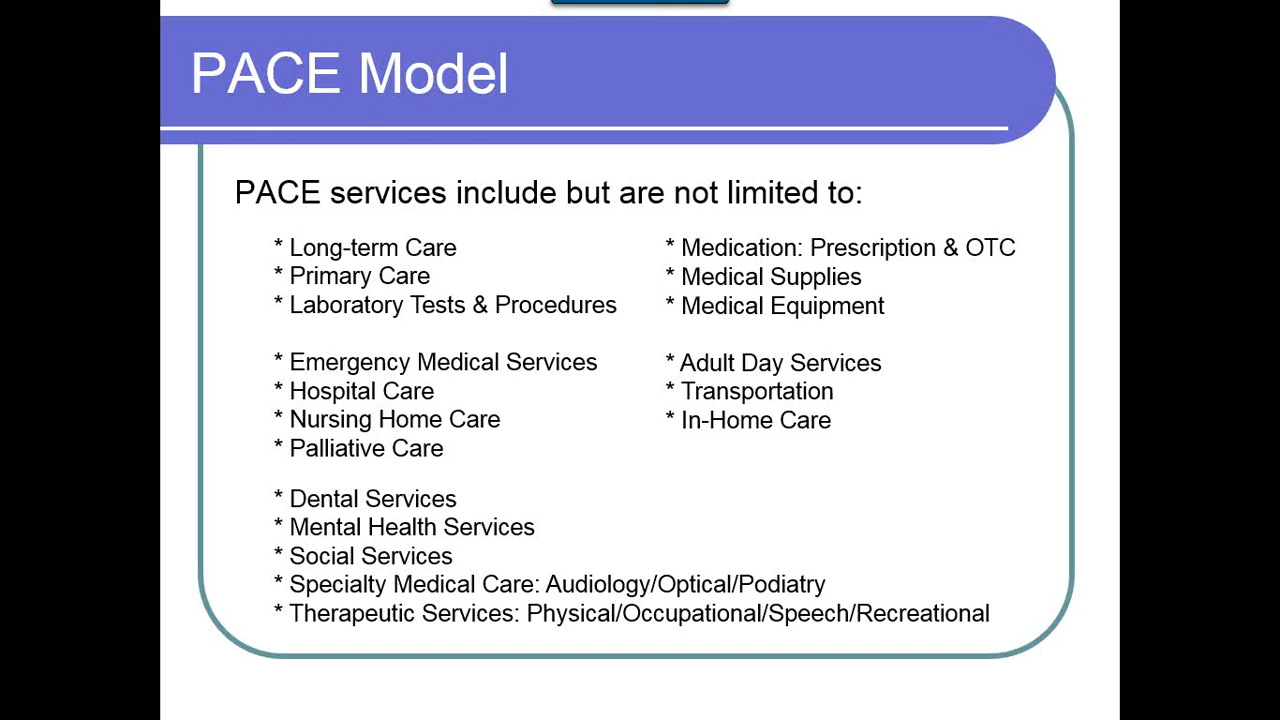 PACE Model
PACE services include but are not limited to:
* Long-term Care
* Primary Care
* Laboratory Tests & Procedures
* Emergency Medical Services
* Hospital Care
* Nursing Home Care
* Palliative Care
* Medication: Prescription & OTC
* Medical Supplies
* Medical Equipment
* Adult Day Services
* Transportation
* In-Home Care
* Dental Services
* Mental Health Services
* Social Services
* Specialty Medical Care: Audiology/Optical/Podiatry
* Therapeutic Services: Physical/Occupational/Speech/Recreational